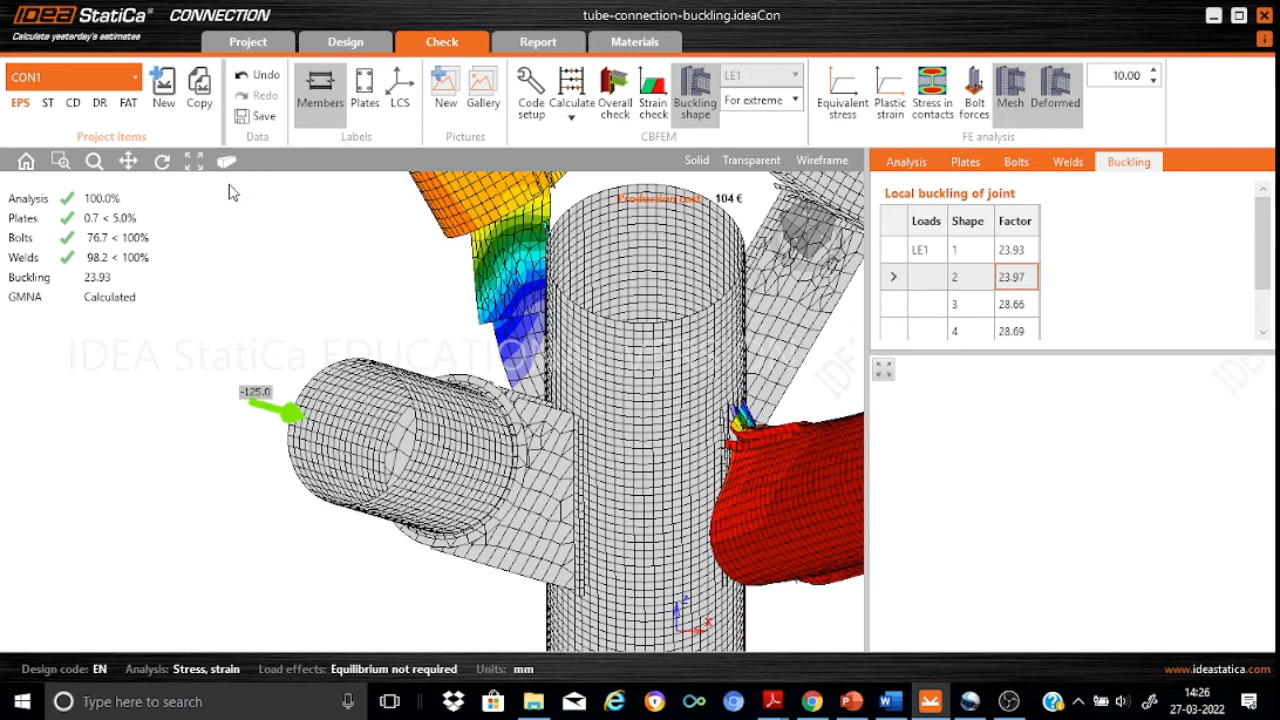 IDEA StatiCa® CONNECTION
Calculate yesterday's estimates
tube-connection-buckling.ideaCon
Project
Design
Check
Report
Materials
CON1
EPS ST CD DR FAT
New
Copy
Project items
Undo
Redo
Save
Data
Members
Plates
LCS
Labels
New
Gallery
Pictures
Code setup
Calculate
Overall check
Strain check
Buckling shape
LE1
For extreme
CBFEM
Equivalent stress
Plastic strain
Stress in contacts
Bolt forces
Mesh
Deformed
10.00
FE analysis
Solid Transparent Wireframe
Analysis 100.0%
Plates 0.7 < 5.0%
Bolts 76.7 < 100%
Welds 98.2 < 100%
Buckling 23.93
GMNA Calculated
Production cost 104 €
IDEA StatiCa EDUCATIO
-125.0
Z
X
Analysis Plates Bolts Welds Buckling
Local buckling of joint
Loads Shape Factor
LE1 1 23.93
> 2 23.97
3 28.66
4 28.69
Design code: EN Analysis: Stress, strain Load effects: Equilibrium not required Units: mm
www.ideastatica.com
Type here to search
14:26
27-03-2022